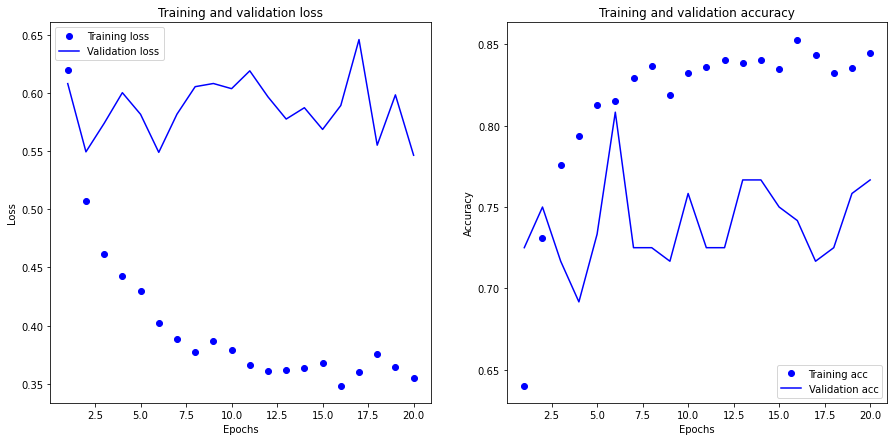 Training and validation loss
Training loss
Validation loss
0.65
0.60
0.55
0.50
0.45
0.40
0.35
Loss
2.5 5.0 7.5 10.0 12.5 15.0 17.5 20.0
Epochs
Training and validation accuracy
0.85
0.80
0.75
0.70
0.65
Accuracy
Training acc
Validation acc
2.5 5.0 7.5 10.0 12.5 15.0 17.5 20.0
Epochs